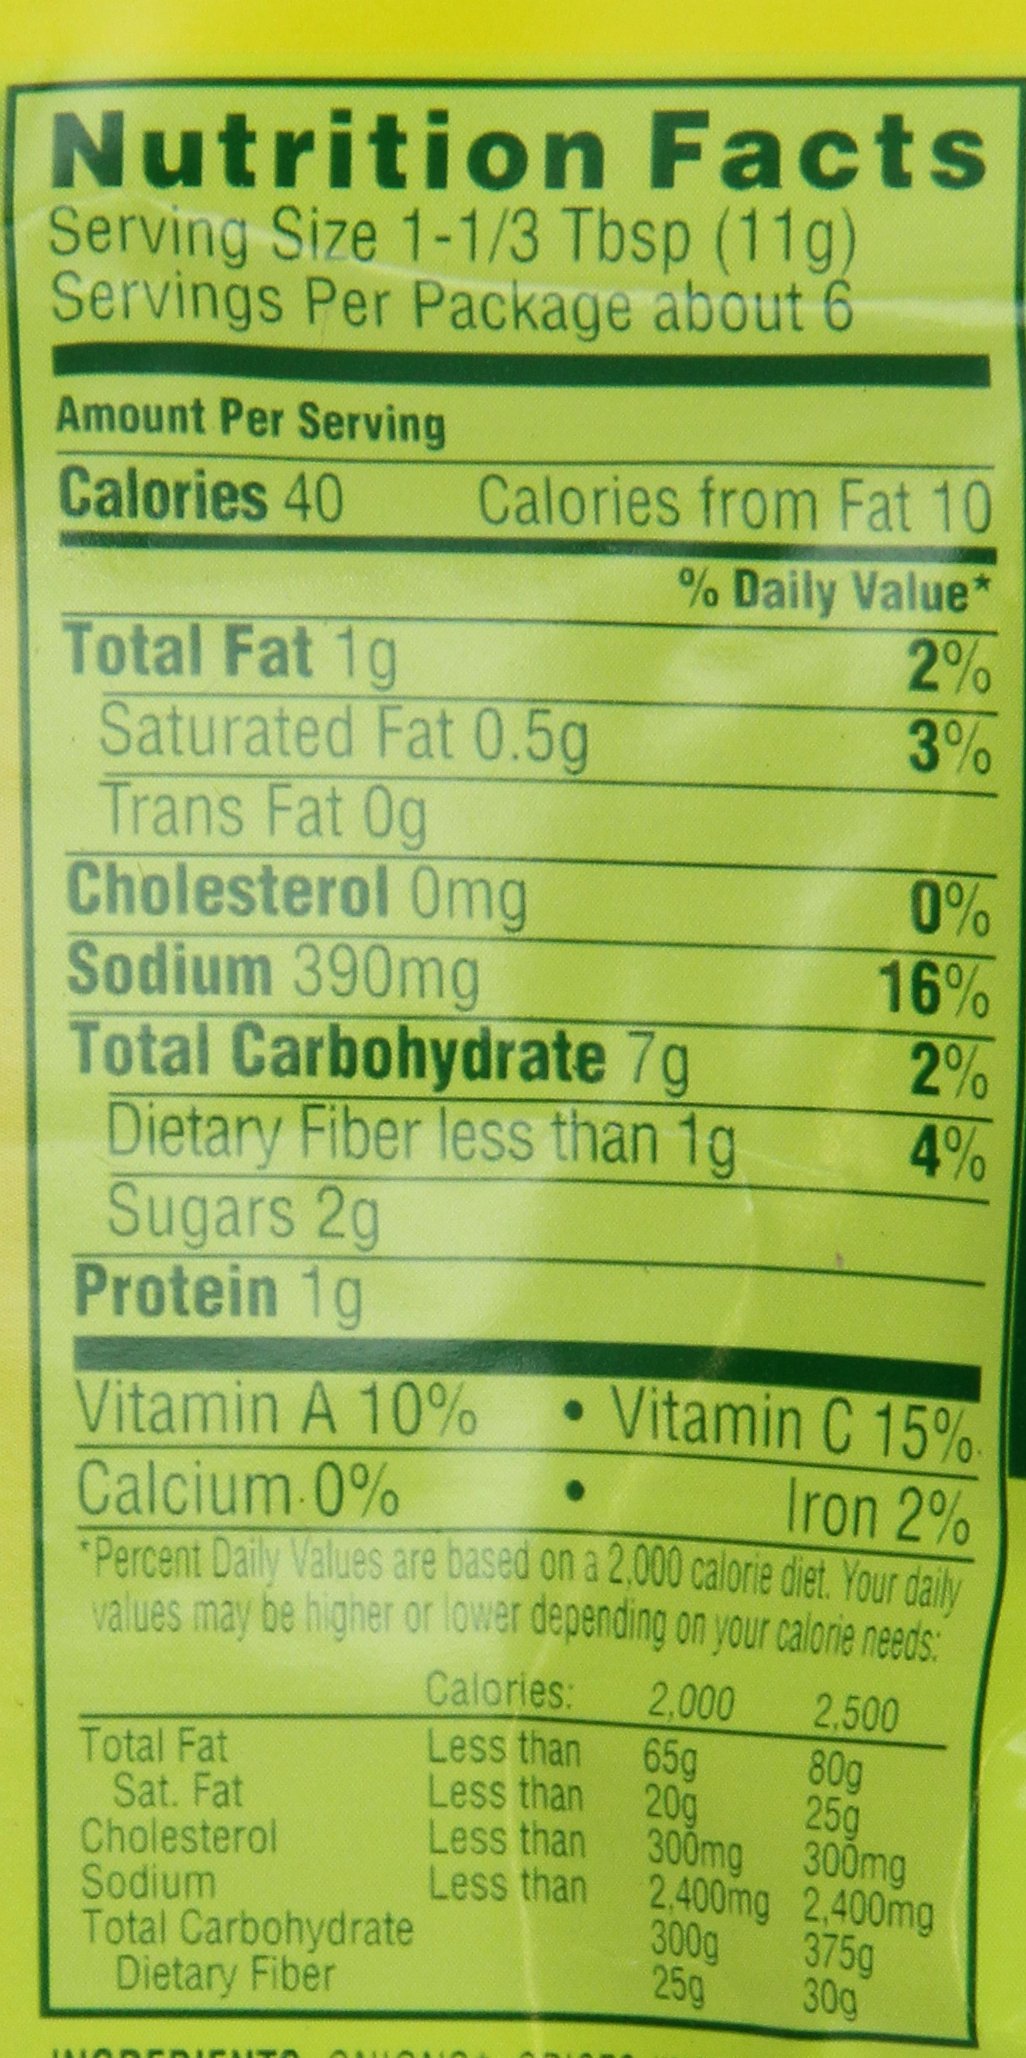 Nutrition Facts
Serving Size 1-1/3 Tbsp (11g)
Servings Per Package about 6
Amount Per Serving
Calories 40 Calories from Fat 10
% Daily Value*
Total Fat 1g 2%
Saturated Fat 0.5g 3%
Trans Fat 0g
Cholesterol 0mg 0%
Sodium 390mg 16%
Total Carbohydrate 7g 2%
Dietary Fiber less than 1g 4%
Sugars 2g
Protein 1g
Vitamin A 10% • Vitamin C 15%
Calcium 0% • Iron 2%
*Percent Daily Values are based on a 2,000 calorie diet. Your daily
values may be higher or lower depending on your calorie needs:
Calories: 2,000 2,500
Total Fat Less than 65g 80g
Sat. Fat Less than 20g 25g
Cholesterol Less than 300mg 300mg
Sodium Less than 2,400mg 2,400mg
Total Carbohydrate 300g 375g
Dietary Fiber 25g 30g